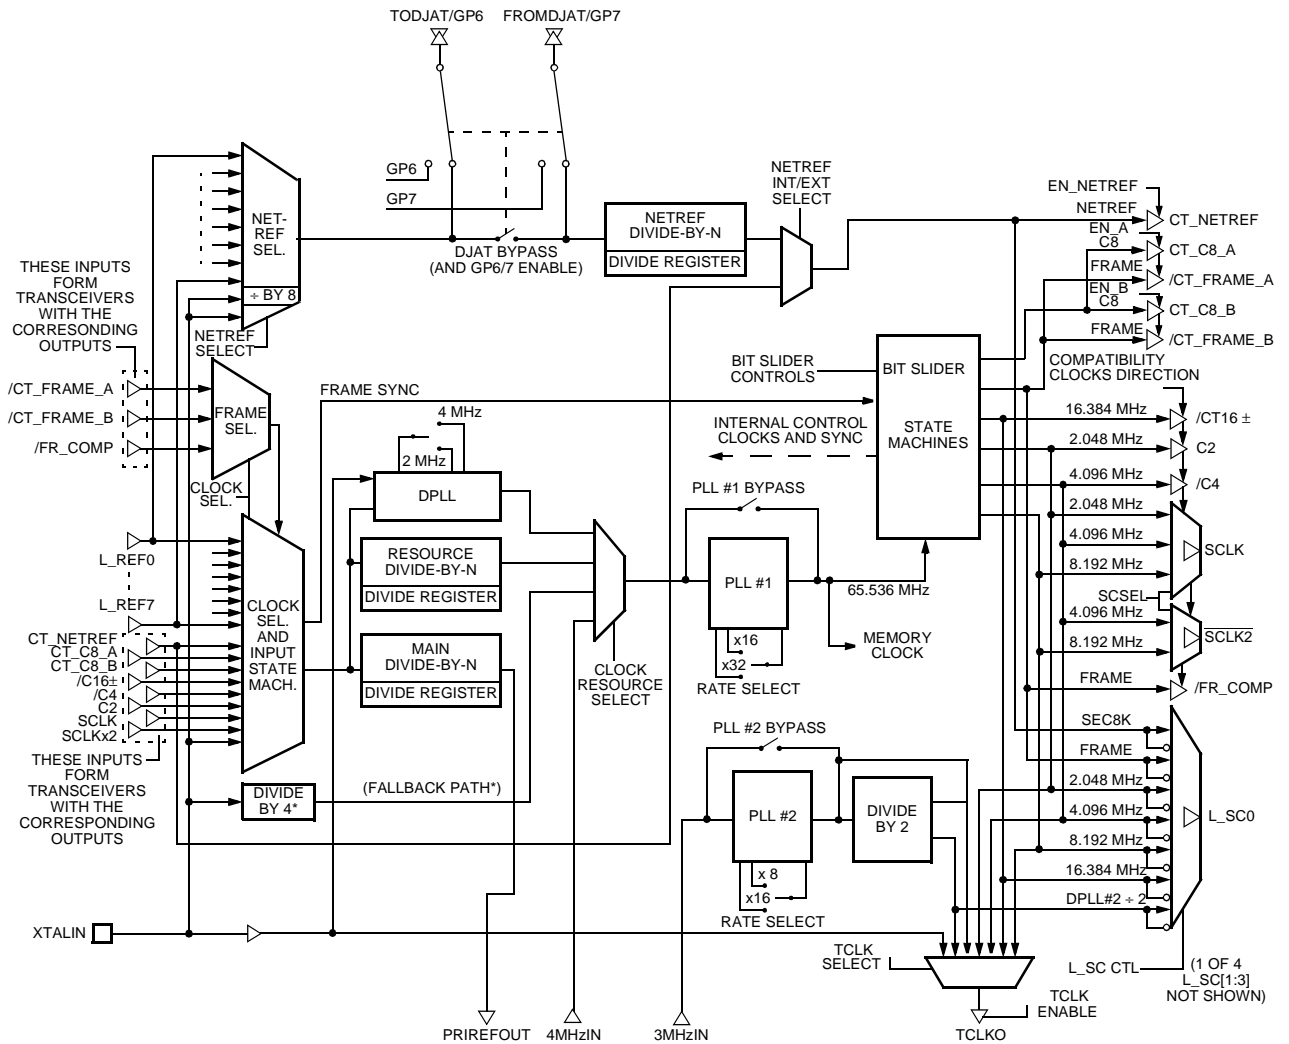 TODJAT/GP6
FROMDJAT/GP7
GP6
GP7
NETREF
INT/EXT
SELECT
NET-
REF
SEL.
÷ BY 8
NETREF
SELECT
DJAT BYPASS
(AND GP6/7 ENABLE)
NETREF
DIVIDE-BY-N
DIVIDE REGISTER
EN_NETREF
NETREF
CT_NETREF
EN_A
C8
CT_C8_A
FRAME
/CT_FRAME_A
EN_B
C8
CT_C8_B
FRAME
/CT_FRAME_B
COMPATIBILITY
CLOCKS DIRECTION
THESE INPUTS
FORM
TRANSCEIVERS
WITH THE
CORRESONDING
OUTPUTS
/CT_FRAME_A
/CT_FRAME_B
/FR_COMP
FRAME
SEL.
CLOCK
SEL.
FRAME SYNC
4 MHz
2 MHz
DPLL
BIT SLIDER
CONTROLS
BIT SLIDER
STATE
MACHINES
INTERNAL CONTROL
CLOCKS AND SYNC
16.384 MHz
/CT16 ±
2.048 MHz
C2
4.096 MHz
/C4
2.048 MHz
4.096 MHz
8.192 MHz
SCLK
SCSEL
4.096 MHz
8.192 MHz
SCLK2
FRAME
/FR_COMP
L_REF0
L_REF7
CLOCK
SEL.
AND
INPUT
STATE
MACH.
RESOURCE
DIVIDE-BY-N
DIVIDE REGISTER
MAIN
DIVIDE-BY-N
DIVIDE REGISTER
CLOCK
RESOURCE
SELECT
PLL #1 BYPASS
PLL #1
x16
x32
RATE SELECT
65.536 MHz
MEMORY
CLOCK
CT_NETREF
CT_C8_A
CT_C8_B
/C16±
/C4
C2
SCLK
SCLKx2
THESE INPUTS
FORM
TRANSCEIVERS
WITH THE
CORRESPONDING
OUTPUTS
DIVIDE
BY 4*
(FALLBACK PATH*)
PLL #2 BYPASS
PLL #2
x 8
x16
RATE SELECT
DIVIDE
BY 2
SEC8K
FRAME
2.048 MHz
4.096 MHz
8.192 MHz
16.384 MHz
DPLL#2 ÷ 2
L_SC0
XTALIN
TCLK
SELECT
L_SC CTL
(1 OF 4
L_SC[1:3]
NOT SHOWN)
TCLK
ENABLE
PRIREFOUT
4MHzIN
3MHzIN
TCLKO